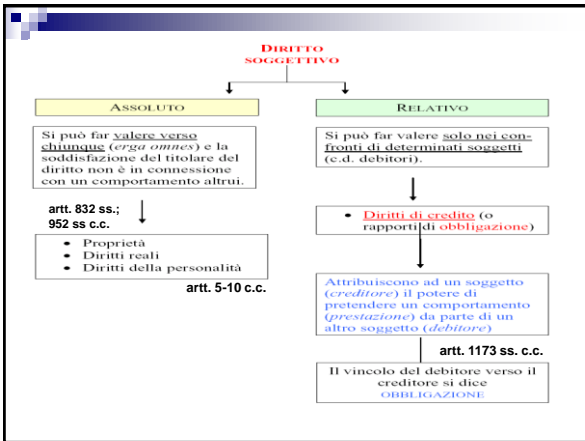 DIRITTO
SOGGETTIVO
ASSOLUTO
Si può far valere verso
chiunque (erga omnes) e la
soddisfazione del titolare del
diritto non è in connessione
con un comportamento altrui.
artt. 832 ss.;
952 ss c.c.
• Proprietà
• Diritti reali
• Diritti della personalità
artt. 5-10 c.c.
RELATIVO
Si può far valere solo nei con-
fronti di determinati soggetti
(c.d. debitori).
• Diritti di credito (o
rapporti di obbligazione)
Attribuiscono ad un soggetto
(creditore) il potere di
pretendere un comportamento
(prestazione) da parte di un
altro soggetto (debitore)
artt. 1173 ss. c.c.
Il vincolo del debitore verso il
creditore si dice
OBBLIGAZIONE